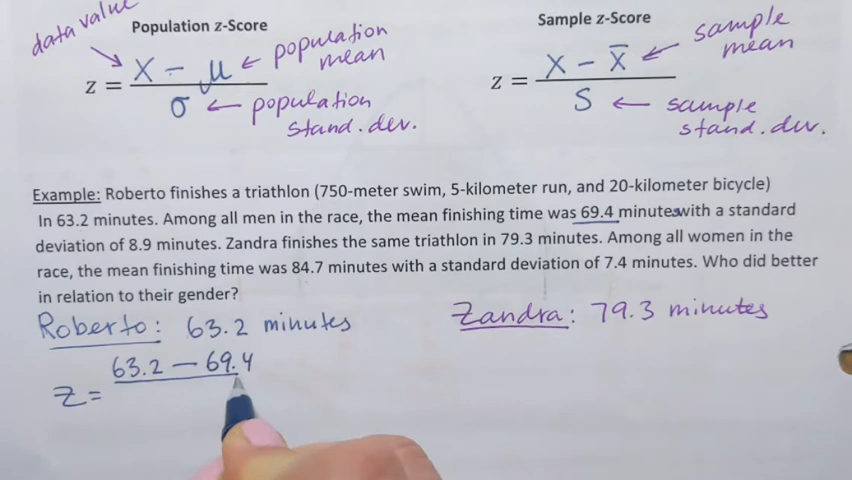 data value
Population z-Score
z = X - μ ← population mean
σ ← population stand. dev.
Sample z-Score
z = X - X̄ ← sample mean
S ← sample stand. dev.
Example: Roberto finishes a triathlon (750-meter swim, 5-kilometer run, and 20-kilometer bicycle)
In 63.2 minutes. Among all men in the race, the mean finishing time was 69.4 minutes with a standard
deviation of 8.9 minutes. Zandra finishes the same triathlon in 79.3 minutes. Among all women in the
race, the mean finishing time was 84.7 minutes with a standard deviation of 7.4 minutes. Who did better
in relation to their gender?
Roberto: 63.2 minutes
z = 63.2 — 69.4
Zandra: 79.3 minutes